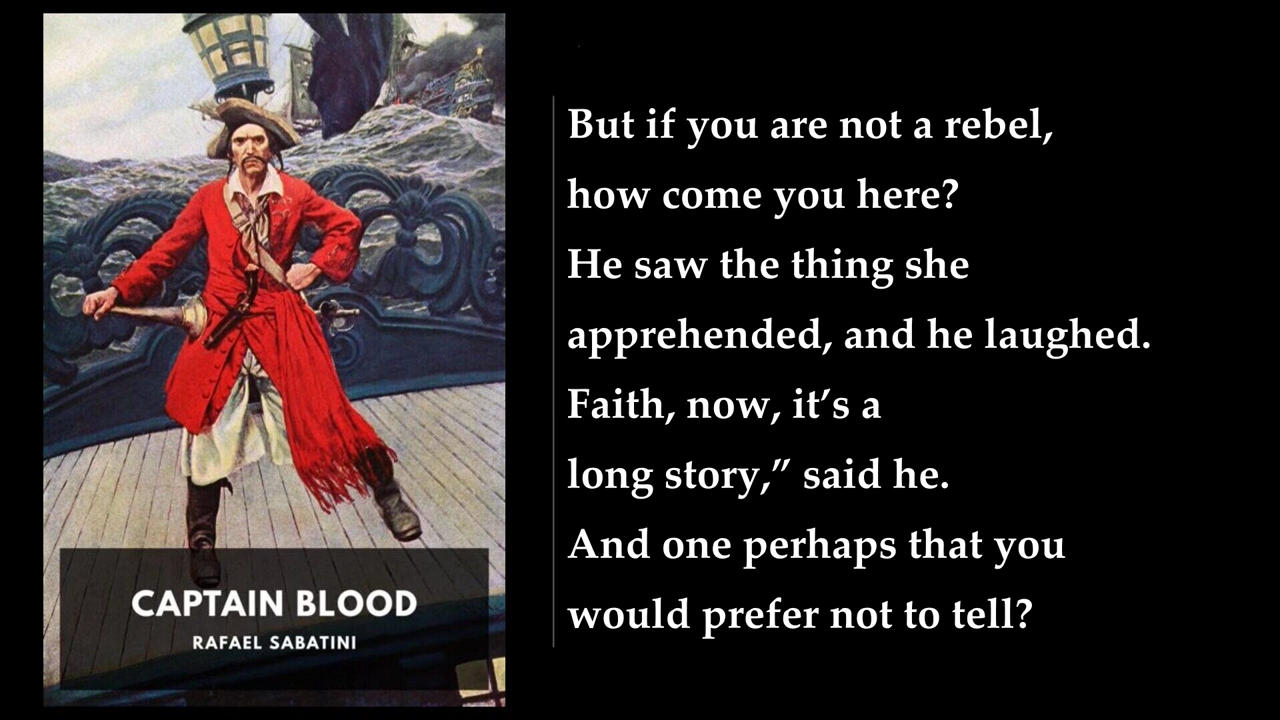 CAPTAIN BLOOD
RAFAEL SABATINI
But if you are not a rebel,
how come you here?
He saw the thing she
apprehended, and he laughed.
Faith, now, it’s a
long story,” said he.
And one perhaps that you
would prefer not to tell?